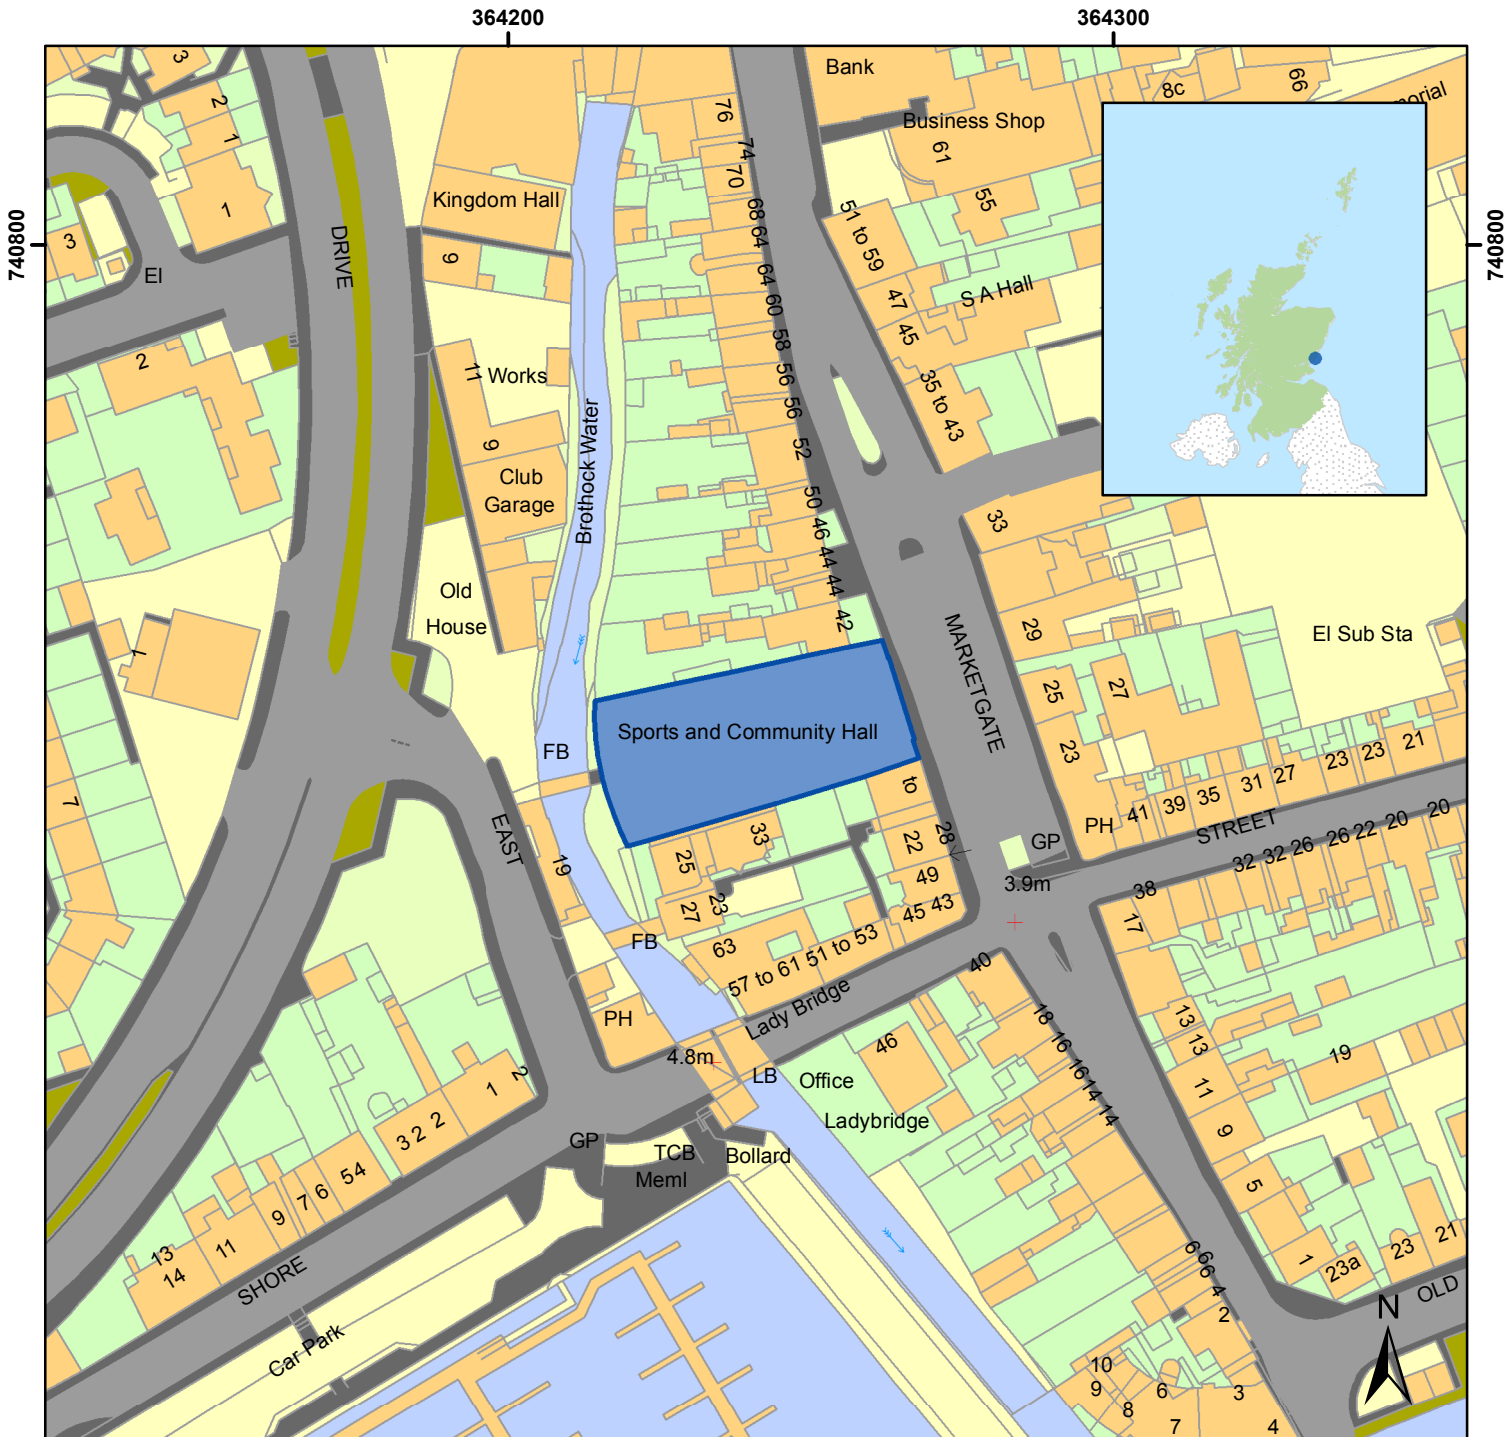 364200
364300
740800
740800
3
2
1
1
3
El
DRIVE
2
Kingdom Hall
9
11
Works
9
Club
Garage
Brothock Water
Old
House
1
7
Bank
Business Shop
61
55
8c
66
orial
76
74
70
68
64
64
60
58
56
56
52
50
46
44
44
42
51 to 59
47
45
S A Hall
35 to 43
33
29
25
27
23
MARKETGATE
El Sub Sta
Sports and Community Hall
FB
EAST
19
to
22
28
49
45 43
33
25
27
23
63
57 to 61
51 to 53
FB
GP
3.9m
PH
41
39
35
31
27
23
23
21
STREET
38
32
32
26
26
22
20
20
17
40
Lady Bridge
PH
4.8m
LB
Office
46
Ladybridge
18
16
16
14
14
13
13
11
9
5
1
19
23a
23
21
OLD
6
6
6
4
2
N
10
9
8
6
7
3
4
GP
TCB
Meml
Bollard
2
1
2
2
3
4
5
6
7
9
11
13
14
SHORE
Car Park